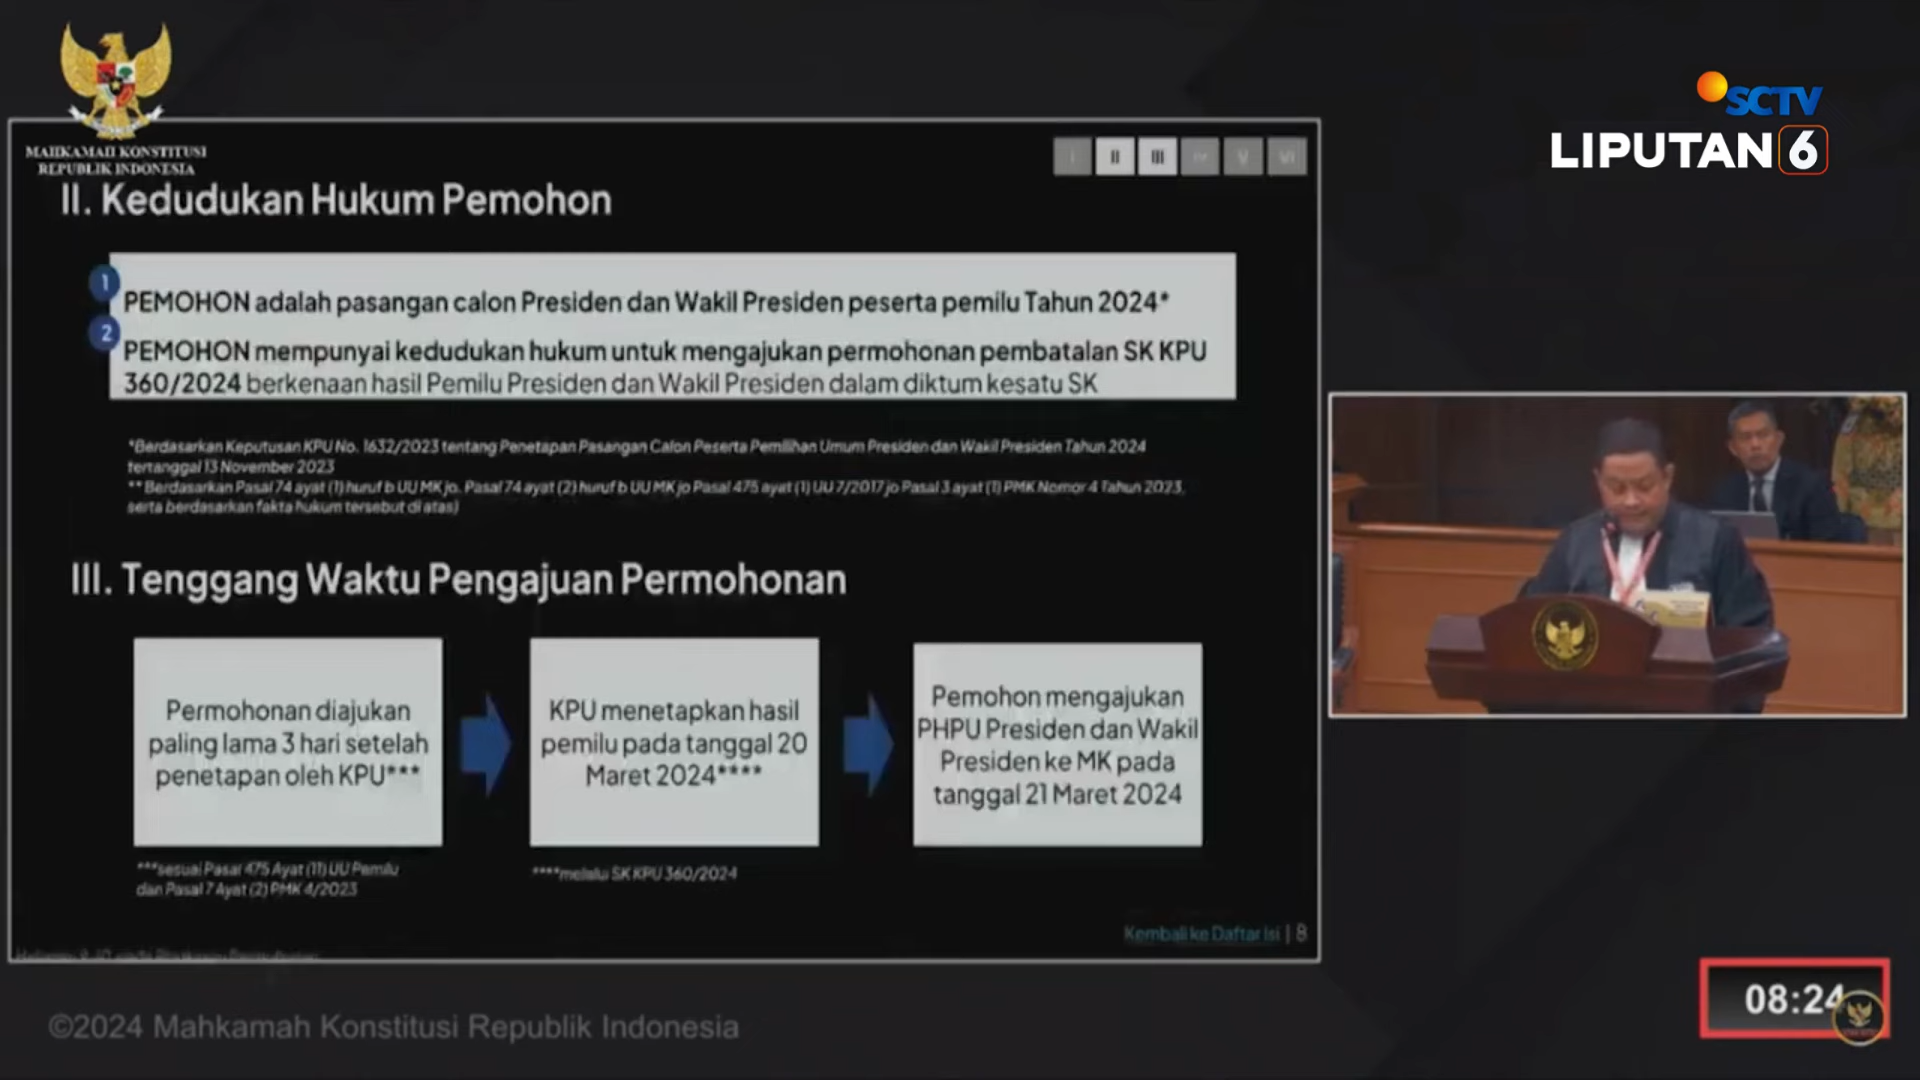 MAHKAMAH KONSTITUSI
REPUBLIK INDONESIA
SCTV
LIPUTAN 6
I II III IV V VI
II. Kedudukan Hukum Pemohon
1
PEMOHON adalah pasangan calon Presiden dan Wakil Presiden peserta pemilu Tahun 2024*
2
PEMOHON mempunyai kedudukan hukum untuk mengajukan permohonan pembatalan SK KPU
360/2024 berkenaan hasil Pemilu Presiden dan Wakil Presiden dalam diktum kesatu SK
*Berdasarkan Keputusan KPU No. 1632/2023 tentang Penetapan Pasangan Calon Peserta Pemilihan Umum Presiden dan Wakil Presiden Tahun 2024
tertanggal 13 November 2023
**Berdasarkan Pasal 74 ayat (1) huruf b UU MK jo. Pasal 74 ayat (2) huruf b UU MK jo Pasal 475 ayat (1) UU 7/2017 jo Pasal 3 ayat (1) PMK Nomor 4 Tahun 2023,
serta berdasarkan fakta hukum tersebut di atas)
III. Tenggang Waktu Pengajuan Permohonan
Permohonan diajukan
paling lama 3 hari setelah
penetapan oleh KPU***
KPU menetapkan hasil
pemilu pada tanggal 20
Maret 2024****
Pemohon mengajukan
PHPU Presiden dan Wakil
Presiden ke MK pada
tanggal 21 Maret 2024
***sesuai Pasal 475 Ayat (11) UU Pemilu
dan Pasal 7 Ayat (2) PMK 4/2023
****melalui SK KPU 360/2024
Kembali ke Daftar Isi | 8
08:24
©2024 Mahkamah Konstitusi Republik Indonesia